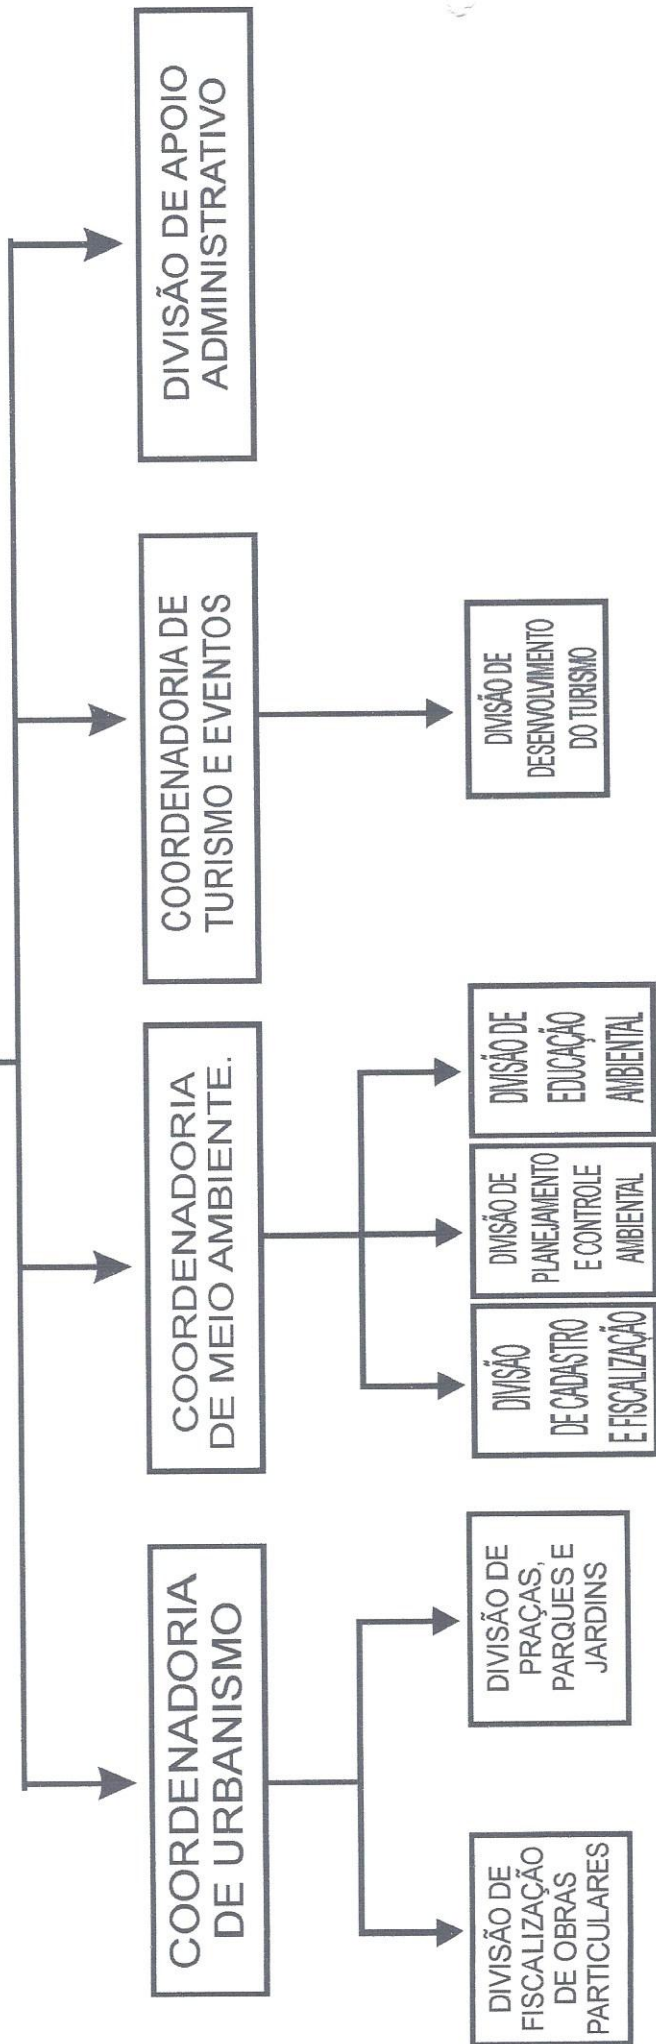 COORDENADORIA
DE URBANISMO
COORDENADORIA
DE MEIO AMBIENTE.
COORDENADORIA DE
TURISMO E EVENTOS
DIVISÃO DE APOIO
ADMINISTRATIVO
DIVISÃO DE
FISCALIZAÇÃO
DE OBRAS
PARTICULARES
DIVISÃO DE
PRAÇAS,
PARQUES E
JARDINS
DIVISÃO
DE CADASTRO
E FISCALIZAÇÃO
DIVISÃO DE
PLANEJAMENTO
E CONTROLE
AMBIENTAL
DIVISÃO DE
EDUCAÇÃO
AMBIENTAL
DIVISÃO DE
DESENVOLVIMENTO
DO TURISMO